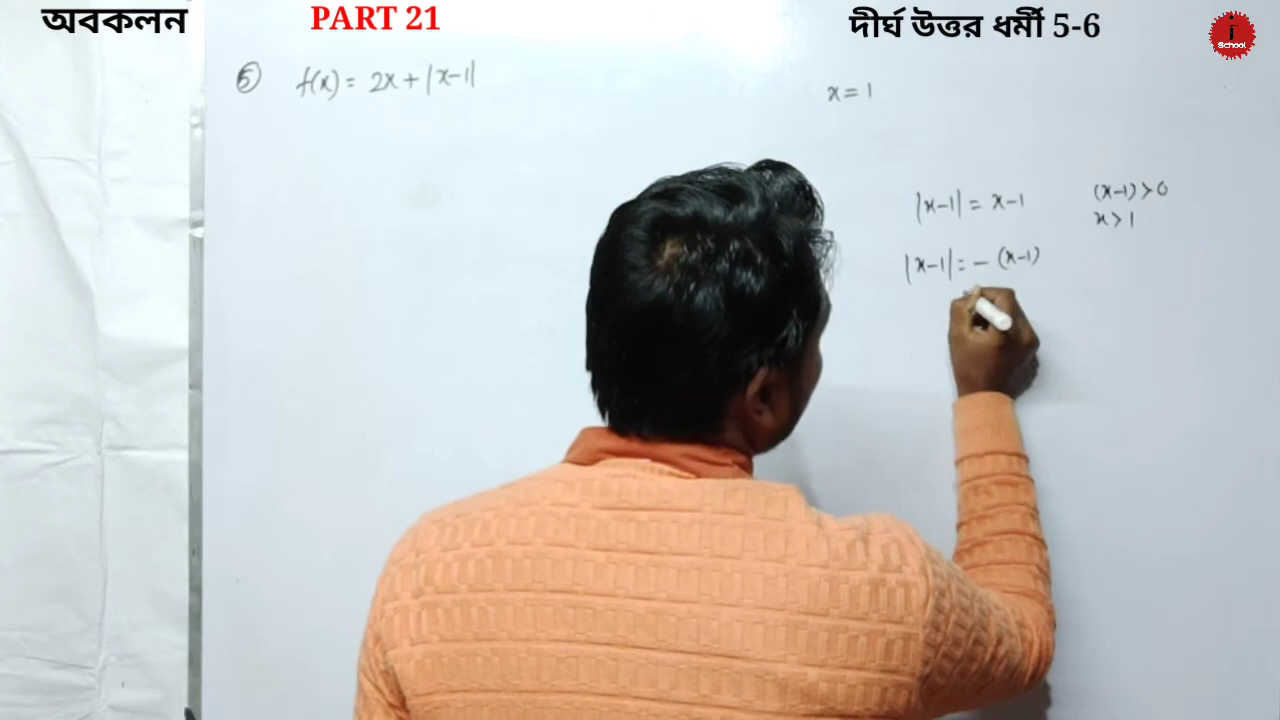 অবকলন
PART 21
দীর্ঘ উত্তর ধর্মী 5-6
School
5 f(x) = 2x + |x-1|
x = 1
|x-1| = x-1
(x-1) > 0
x > 1
|x-1| = - (x-1)